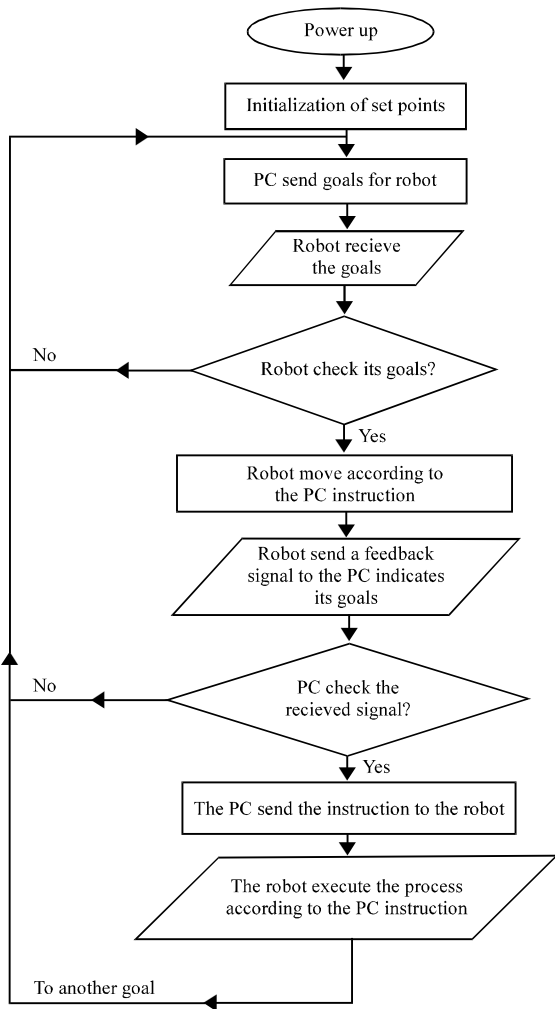 Power up
Initialization of set points
PC send goals for robot
Robot recieve
the goals
Robot check its goals?
No
Yes
Robot move according to
the PC instruction
Robot send a feedback
signal to the PC indicates
its goals
PC check the
recieved signal?
No
Yes
The PC send the instruction to the robot
The robot execute the process
according to the PC instruction
To another goal